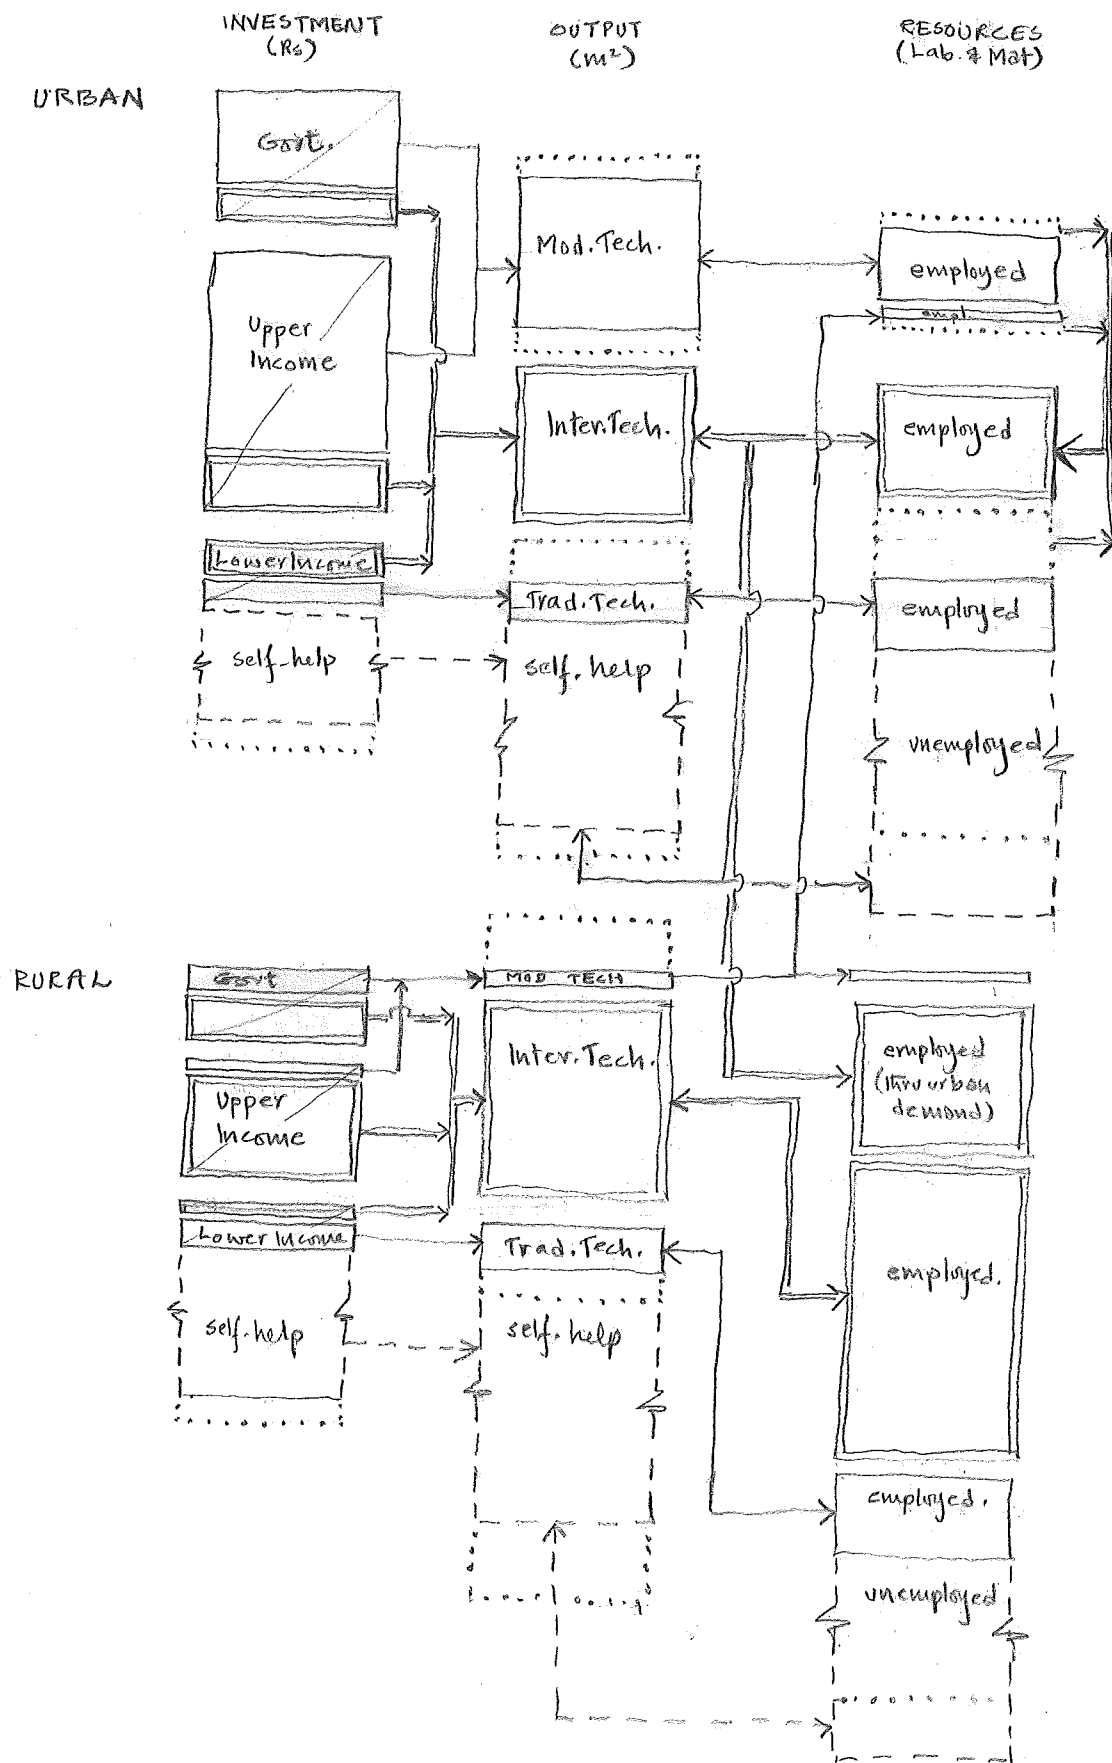 INVESTMENT
(Rs)
OUTPUT
(m²)
RESOURCES
(Lab. & Mat)
URBAN
Govt.
Mod. Tech.
employed
empl.
Upper
Income
Inter. Tech.
employed
Lower Income
Trad. Tech.
employed
self-help
self-help
unemployed
RURAL
Govt
MOD TECH
Inter. Tech.
employed
(thru urban
demand)
Upper
Income
Lower Income
Trad. Tech.
employed.
self-help
self-help
employed.
unemployed